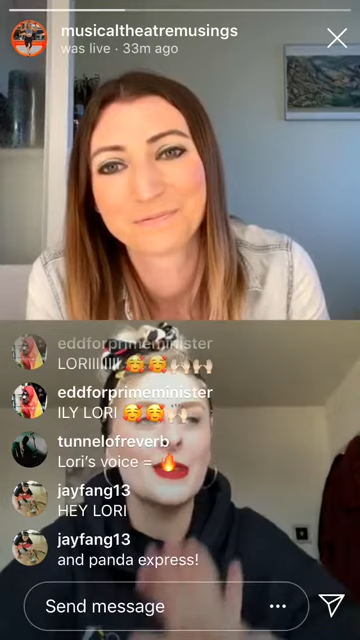 musicaltheatremusings
was live · 33m ago
eddforprimeminister
LORIIIIIIII 🥰🥰🙌🏻🙌🏻
eddforprimeminister
ILY LORI 🥰🥰🙌🏻
tunnelofreverb
Lori’s voice = 🔥
jayfang13
HEY LORI
jayfang13
and panda express!
Send message